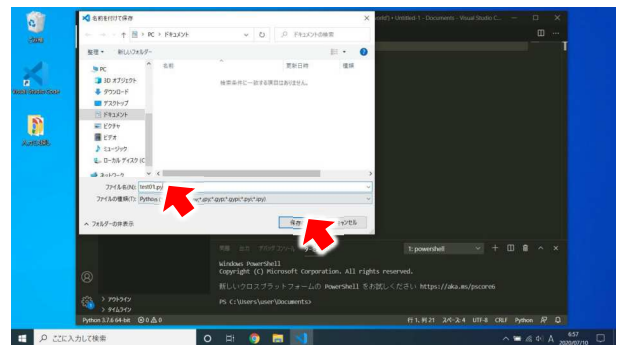 名前を付けて保存
Untitled-1 - Documents - Visual Studio C...
PC > ドキュメント
ドキュメントの検索
整理 新しいフォルダー
名前 更新日時 種類
検索条件に一致する項目はありません。
PC
3D オブジェクト
ダウンロード
デスクトップ
ドキュメント
ピクチャ
ビデオ
ミュージック
ローカル ディスク (C
ネットワーク
ファイル名(N): test01.py
ファイルの種類(T): Python
フォルダーの非表示
保存
Visual Studio Code
1: powershell
Windows PowerShell
Copyright (C) Microsoft Corporation. All rights reserved.
新しいクロスプラットフォームの PowerShell をお試しください https://aka.ms/pscore6
PS C:\Users\user\Documents>
アウトライン
タイムライン
Python 3.7.6 64-bit 0 0
行 1、列 21 スペース: 4 UTF-8 CRLF Python
ここに入力して検索
A 6:57
2020/07/10